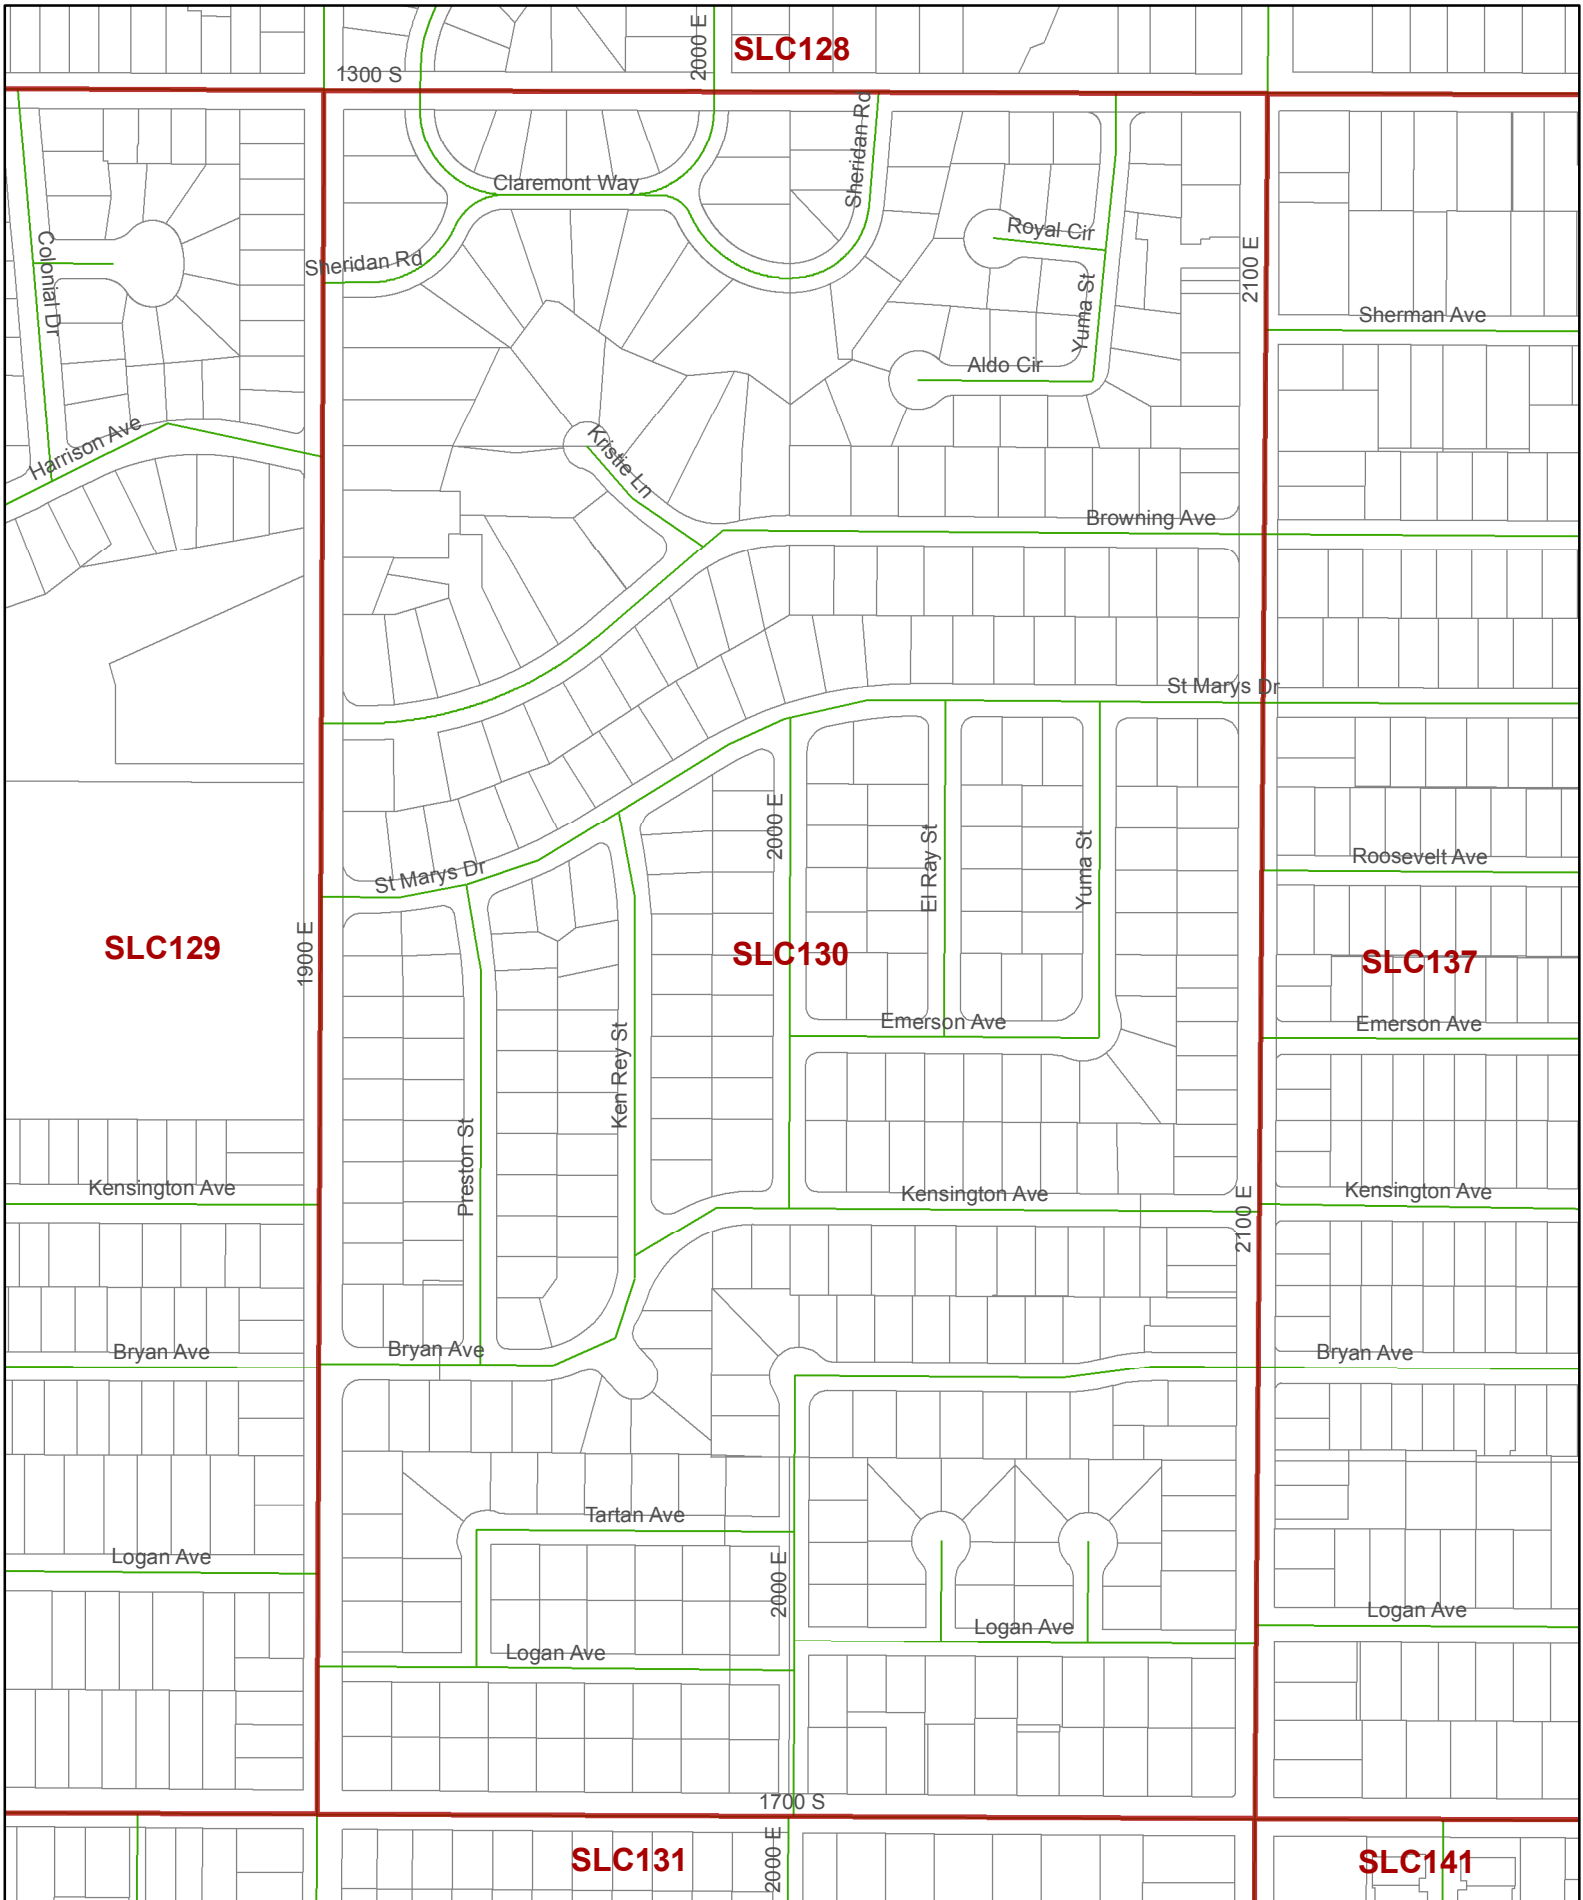 SLC128
2000 E
1300 S
Sheridan Rd
Claremont Way
Royal Cir
Colonial Dr
Sheridan Rd
2100 E
Yuma St
Sherman Ave
Aldo Cir
Harrison Ave
Kristie Ln
Browning Ave
St Marys Dr
2000 E
El Ray St
Yuma St
Roosevelt Ave
St Marys Dr
SLC129
1900 E
SLC130
SLC137
Emerson Ave
Emerson Ave
Ken Rey St
Preston St
Kensington Ave
Kensington Ave
Kensington Ave
2100 E
Bryan Ave
Bryan Ave
Bryan Ave
Tartan Ave
Logan Ave
2000 E
Logan Ave
Logan Ave
Logan Ave
1700 S
SLC131
2000 E
SLC141